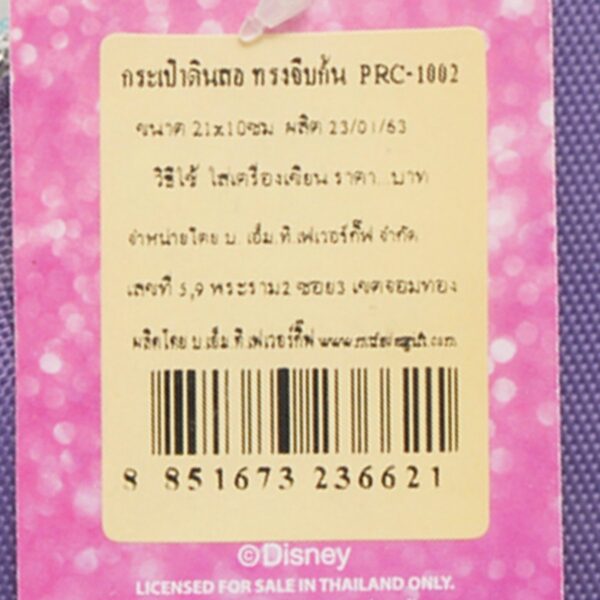 กระเป๋าดินสอ ทรงจีบก้น PRC-1002
ขนาด 21x10ซม ผลิต 23/01/63
วิธีใช้ ใส่เครื่องเขียน ราคา...บาท
จำหน่ายโดย บ. เอ็ม.ที.เฟเวอร์กิ๊ฟ จำกัด
เลขที่ 5,9 พระราม2 ซอย3 เขตจอมทอง
ผลิตโดย บ.เอ็ม.ที.เฟเวอร์กิ๊ฟ
8 851673 236621
©Disney
LICENSED FOR SALE IN THAILAND ONLY.